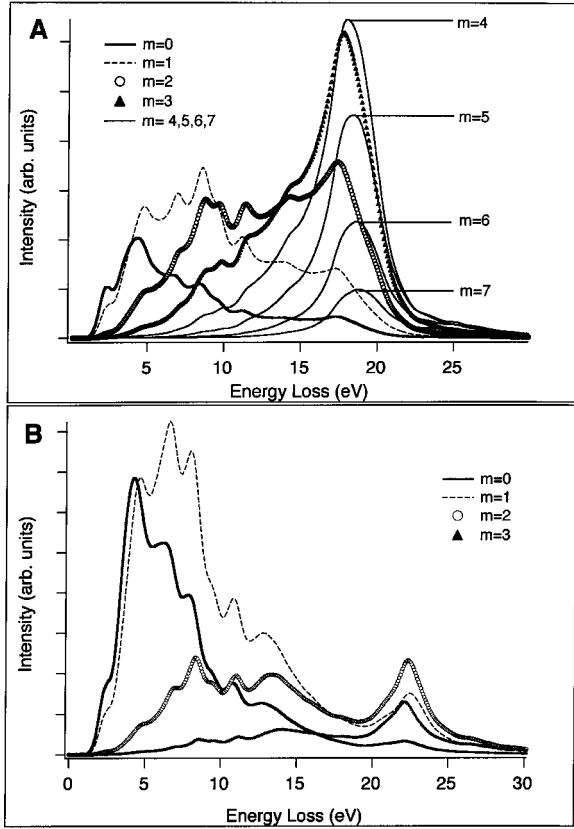 A
m=0
m=1
m=2
m=3
m= 4,5,6,7
m=4
m=5
m=6
m=7
Intensity (arb. units)
5 10 15 20 25
Energy Loss (eV)
B
m=0
m=1
m=2
m=3
Intensity (arb. units)
0 5 10 15 20 25 30
Energy Loss (eV)